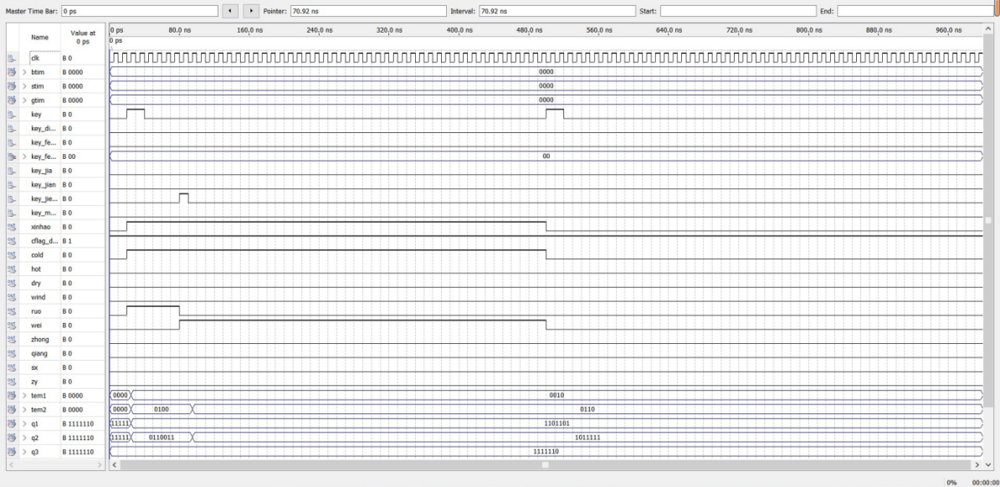 Master Time Bar: 0 ps Pointer: 70.92 ns Interval: 70.92 ns Start: End:
Name Value at 0 ps 0 ps 80.0 ns 160.0 ns 240.0 ns 320.0 ns 400.0 ns 480.0 ns 560.0 ns 640.0 ns 720.0 ns 800.0 ns 880.0 ns 960.0 ns
0 ps
clk B 0
> btim B 0000 0000
> stim B 0000 0000
> gtim B 0000 0000
key B 0
key_di... B 0
key_fe... B 0
> key_fe... B 00 00
key_jia B 0
key_jian B 0
key_jie... B 0
key_m... B 0
xinhao B 0
cflag_d... B 1
cold B 0
hot B 0
dry B 0
wind B 0
ruo B 0
wei B 0
zhong B 0
qiang B 0
sx B 0
zy B 0
> tem1 B 0000 0000 0010
> tem2 B 0000 0000 0100 0110
> q1 B 1111110 11111 1101101
> q2 B 1111110 11111 0110011 1011111
> q3 B 1111110 1111110
0% 00:00:00